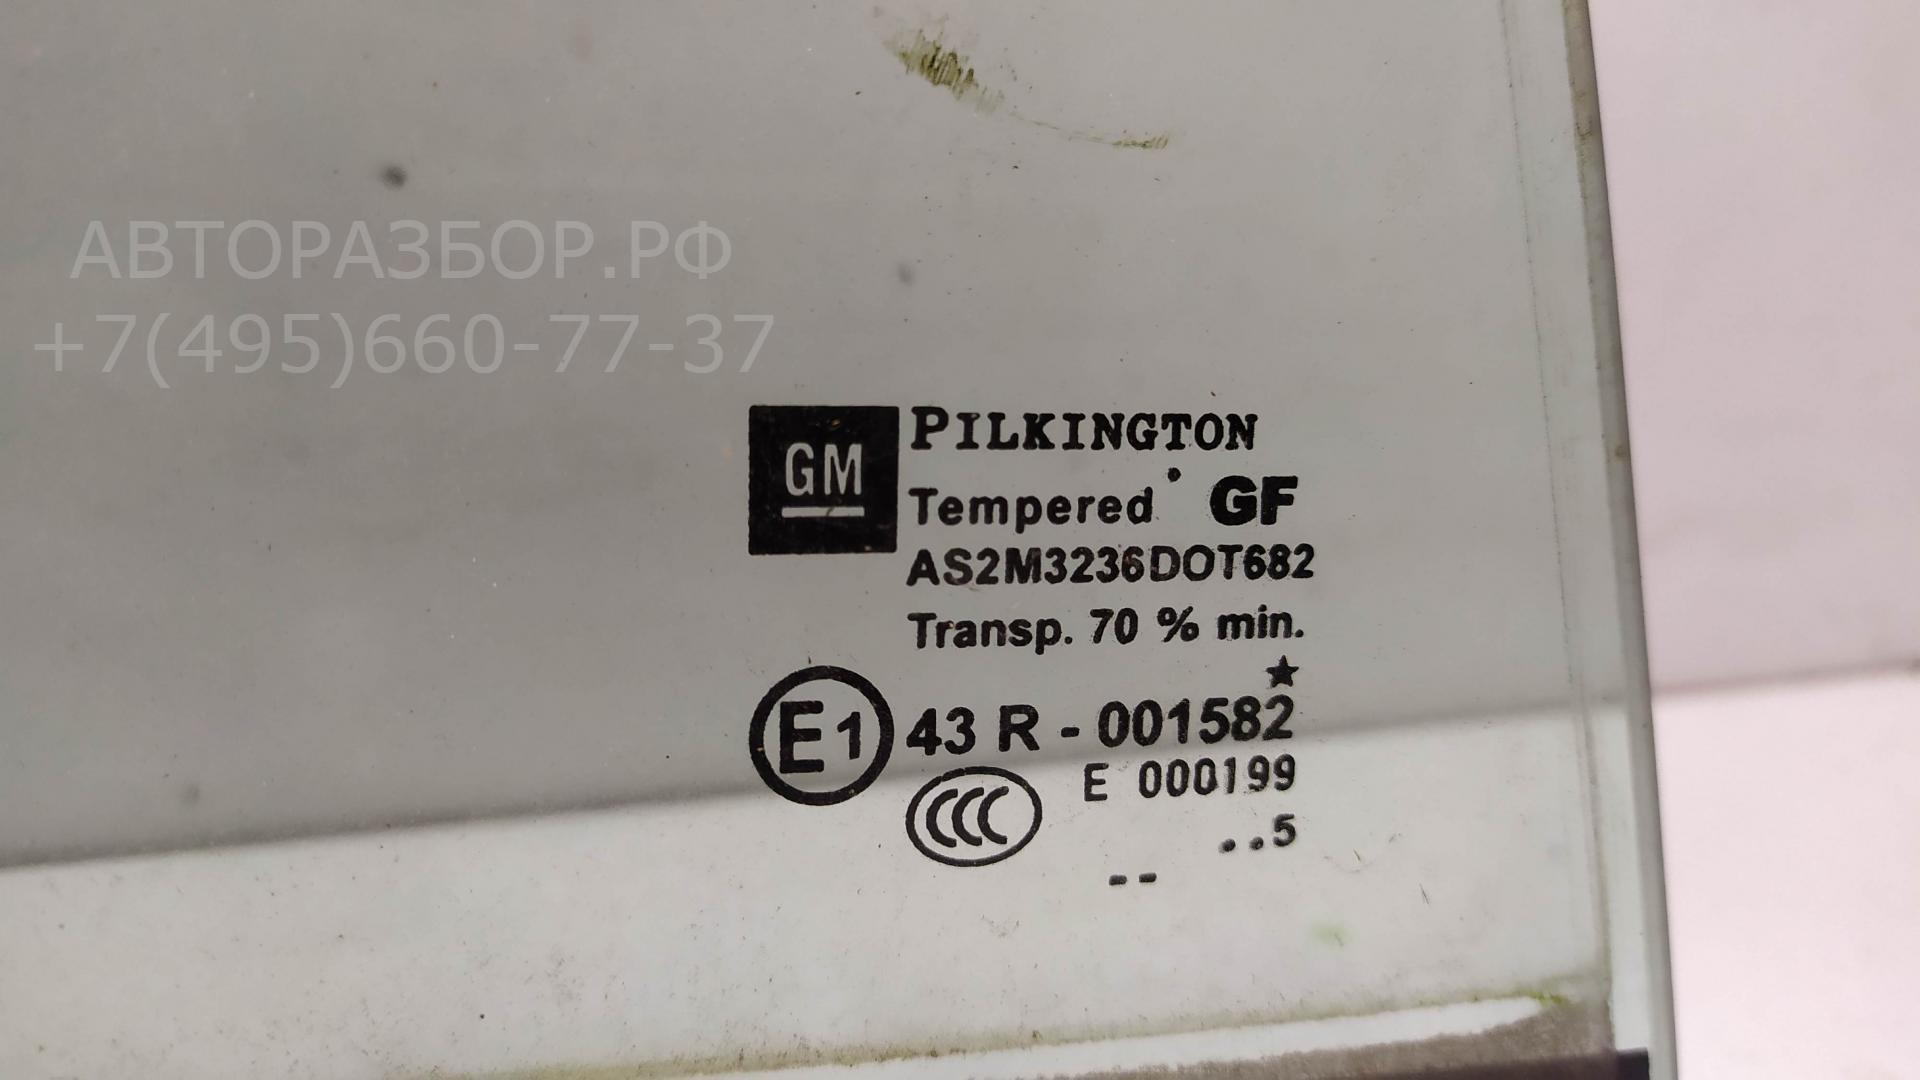 АВТОРАЗБОР.РФ
+7(495)660-77-37
GM
PILKINGTON
Tempered GF
AS2M3236DOT682
Transp. 70 % min.
E1 43 R - 001582
CCC E 000199
..5
--